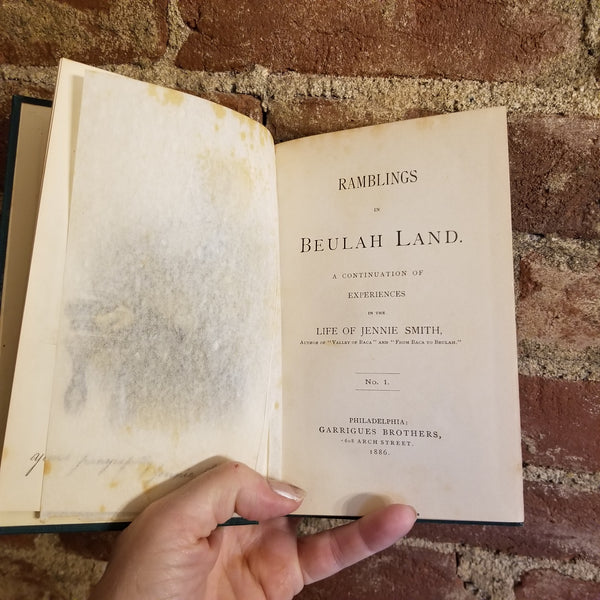 RAMBLINGS
IN
BEULAH LAND.
A CONTINUATION OF
EXPERIENCES
IN THE
LIFE OF JENNIE SMITH,
AUTHOR OF "VALLEY OF BACA" AND "FROM BACA TO BEULAH."
No. 1.
PHILADELPHIA:
GARRIGUES BROTHERS,
608 ARCH STREET.
1886.